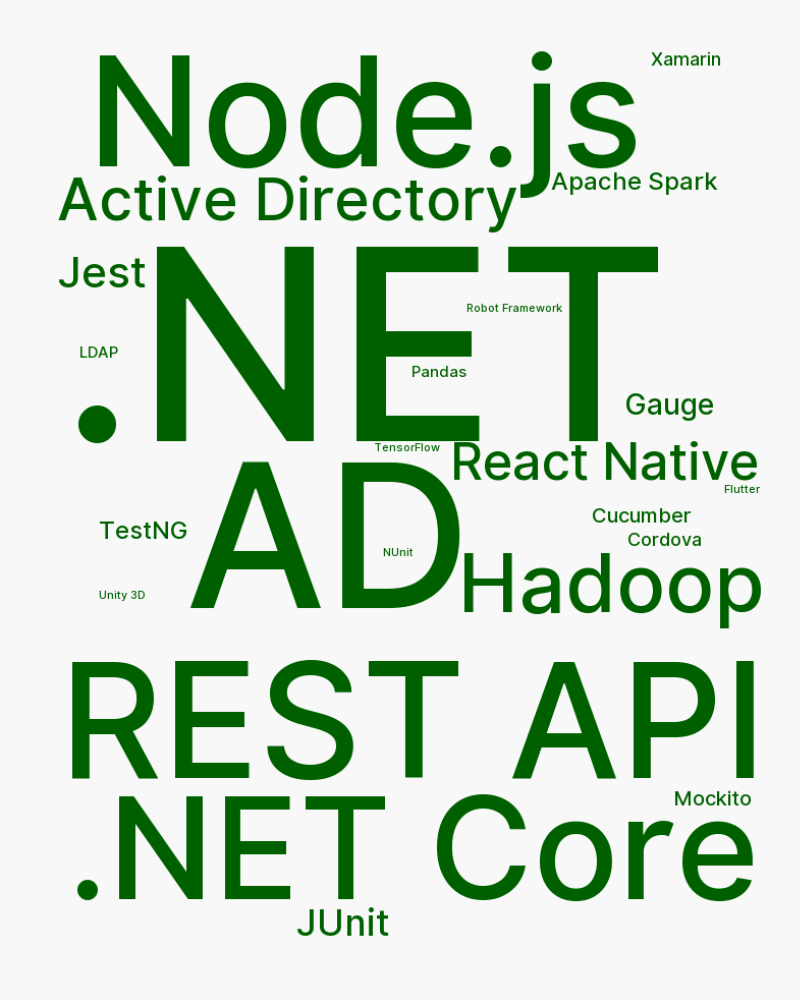 Node.js
Xamarin
Apache Spark
Active Directory
.NET
Jest
Robot Framework
LDAP
Pandas
Gauge
TensorFlow
React Native
Flutter
AD
TestNG
Cucumber
Cordova
NUnit
Hadoop
Unity 3D
REST API
Mockito
.NET Core
JUnit